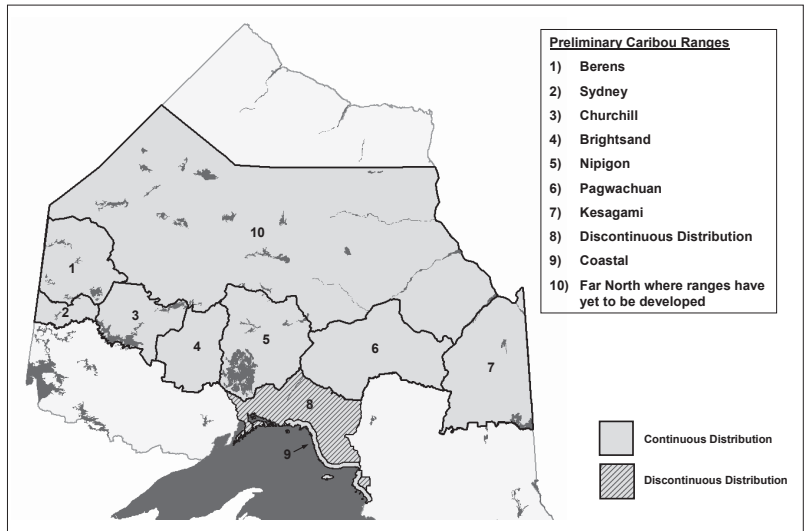 Preliminary Caribou Ranges
1) Berens
2) Sydney
3) Churchill
4) Brightsand
5) Nipigon
6) Pagwachuan
7) Kesagami
8) Discontinuous Distribution
9) Coastal
10) Far North where ranges have
yet to be developed
10
1
2
3
4
5
6
7
8
9
Continuous Distribution
Discontinuous Distribution